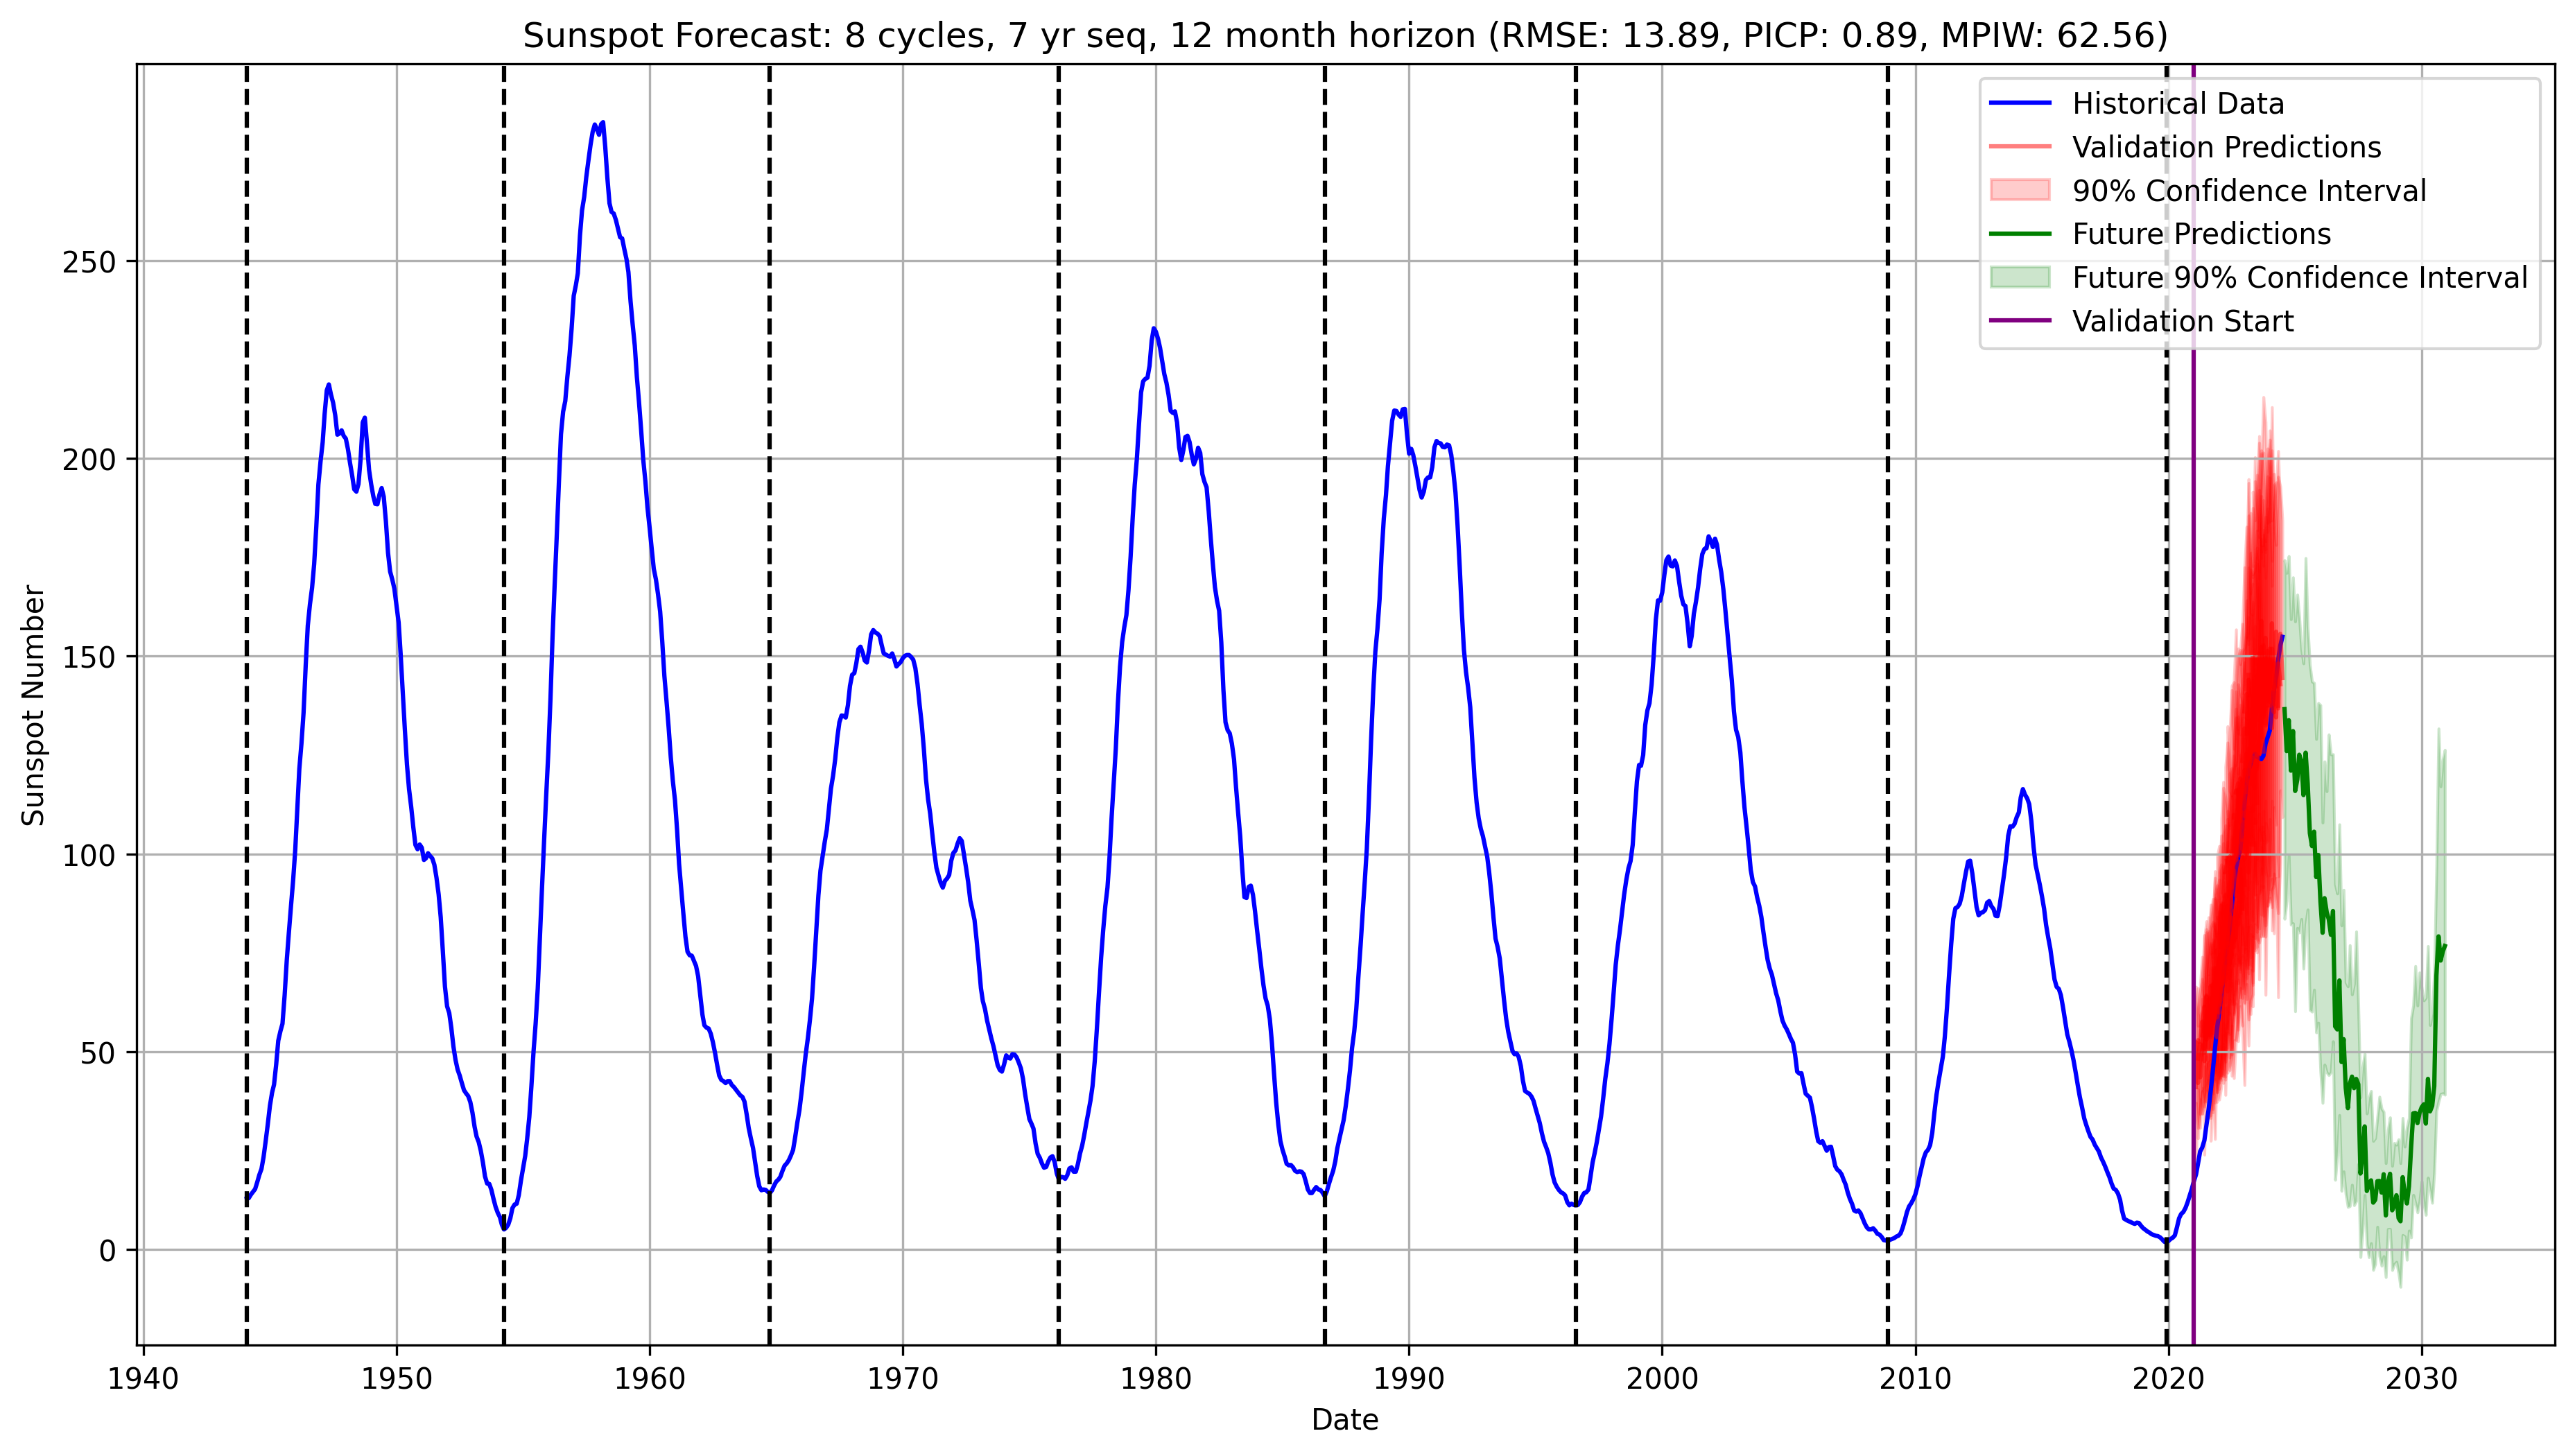 Sunspot Forecast: 8 cycles, 7 yr seq, 12 month horizon (RMSE: 13.89, PICP: 0.89, MPIW: 62.56)
Historical Data
Validation Predictions
90% Confidence Interval
Future Predictions
Future 90% Confidence Interval
Validation Start
Sunspot Number
250
200
150
100
50
0
1940 1950 1960 1970 1980 1990 2000 2010 2020 2030
Date